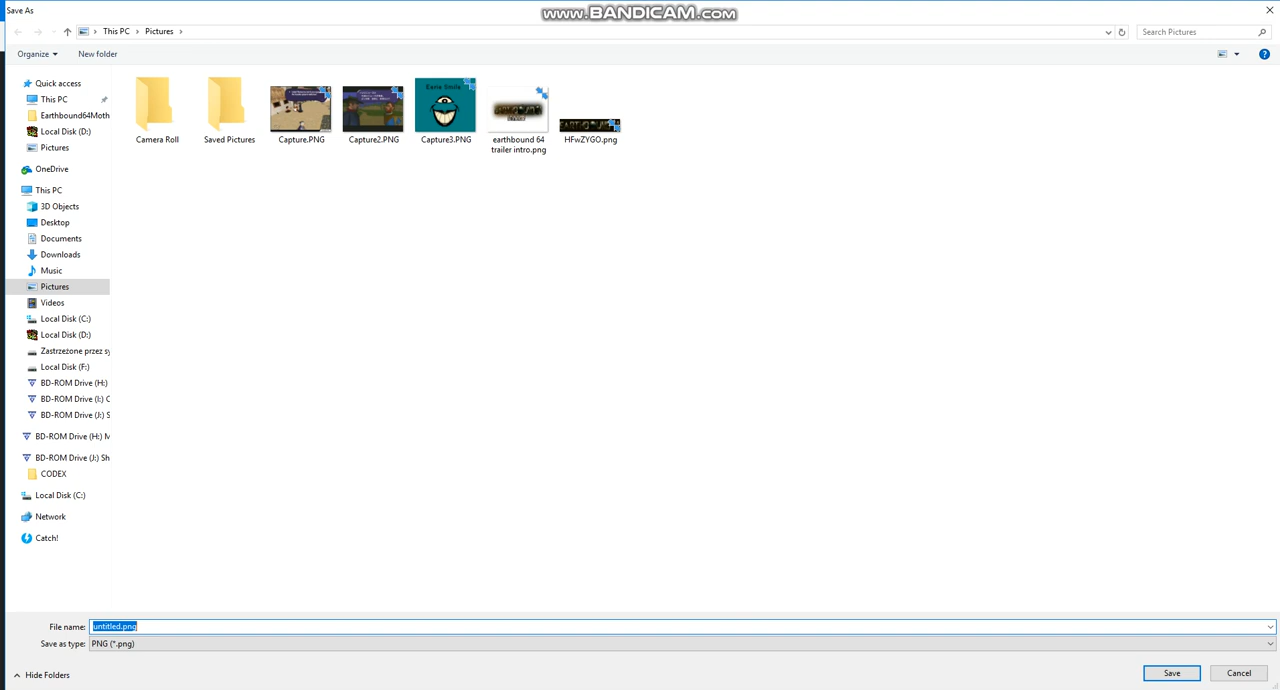 Save As
www.BANDICAM.com
This PC
Pictures
Search Pictures
Organize
New folder
Quick access
This PC
Earthbound64Moth
Local Disk (D:)
Pictures
OneDrive
This PC
3D Objects
Desktop
Documents
Downloads
Music
Pictures
Videos
Local Disk (C:)
Local Disk (D:)
Zastrzeżone przez sy
Local Disk (F:)
BD-ROM Drive (H:)
BD-ROM Drive (I:) C
BD-ROM Drive (J:) S
BD-ROM Drive (H:) M
BD-ROM Drive (J:) Sh
CODEX
Local Disk (C:)
Network
Catch!
Camera Roll
Saved Pictures
Capture.PNG
Capture2.PNG
Capture3.PNG
earthbound 64
trailer intro.png
HFwZYGO.png
File name:
untitled.png
Save as type:
PNG (*.png)
Hide Folders
Save
Cancel